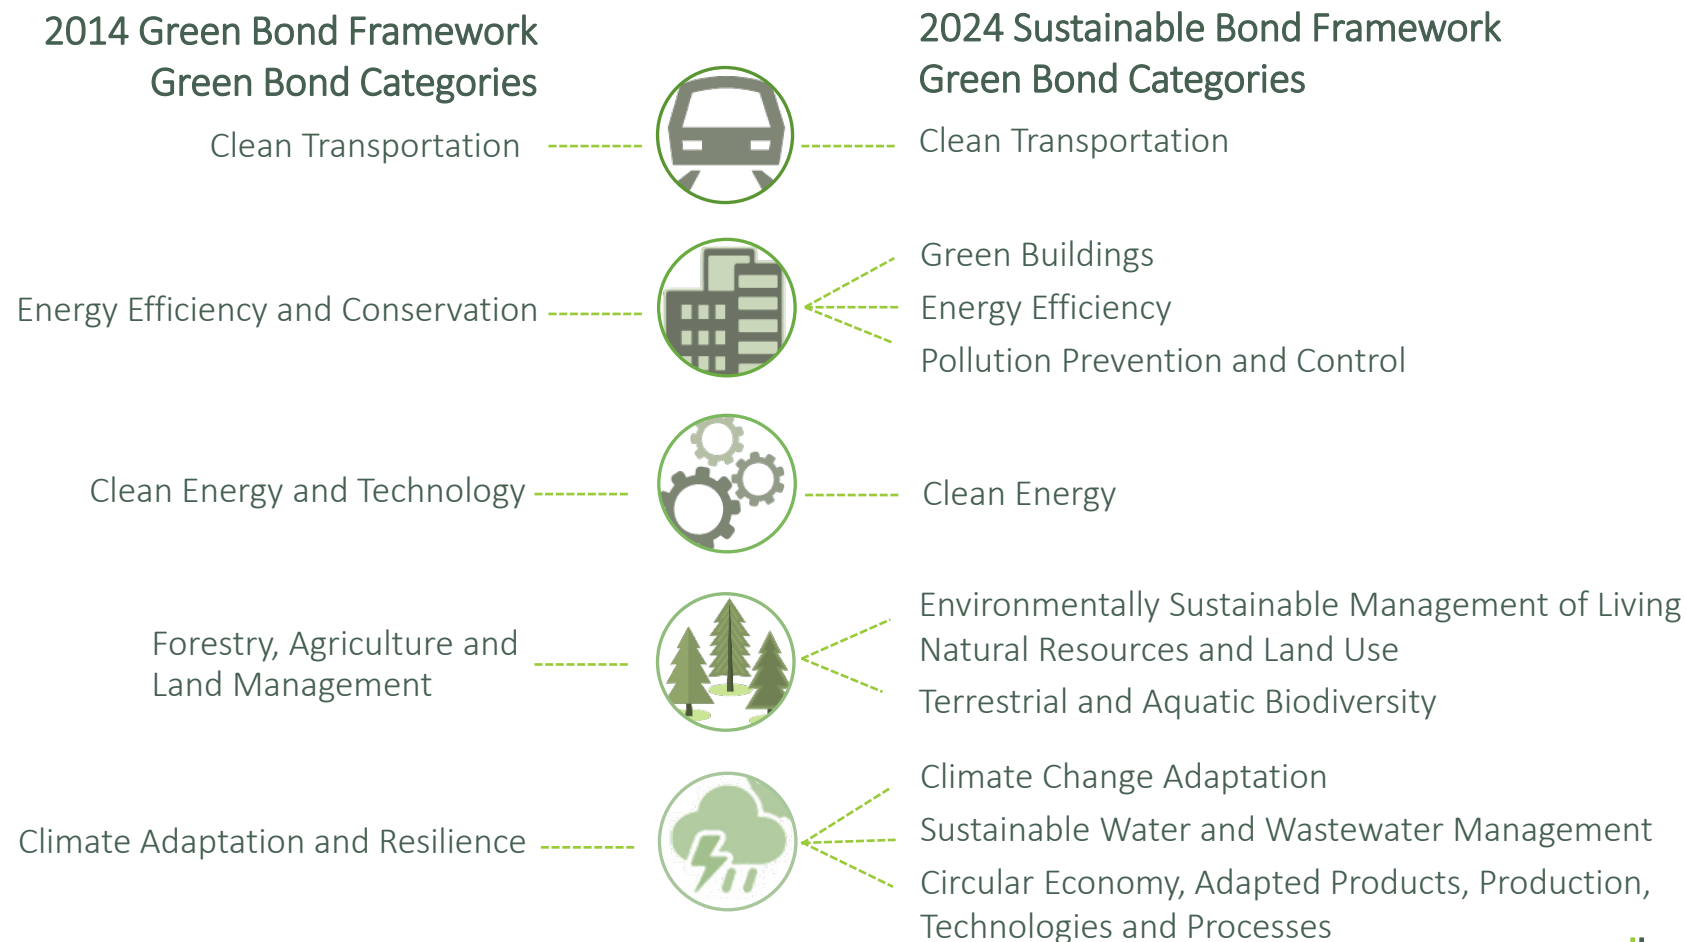 2014 Green Bond Framework
Green Bond Categories
2024 Sustainable Bond Framework
Green Bond Categories
Clean Transportation
Clean Transportation
Energy Efficiency and Conservation
Green Buildings
Energy Efficiency
Pollution Prevention and Control
Clean Energy and Technology
Clean Energy
Forestry, Agriculture and
Land Management
Environmentally Sustainable Management of Living
Natural Resources and Land Use
Terrestrial and Aquatic Biodiversity
Climate Adaptation and Resilience
Climate Change Adaptation
Sustainable Water and Wastewater Management
Circular Economy, Adapted Products, Production,
Technologies and Processes